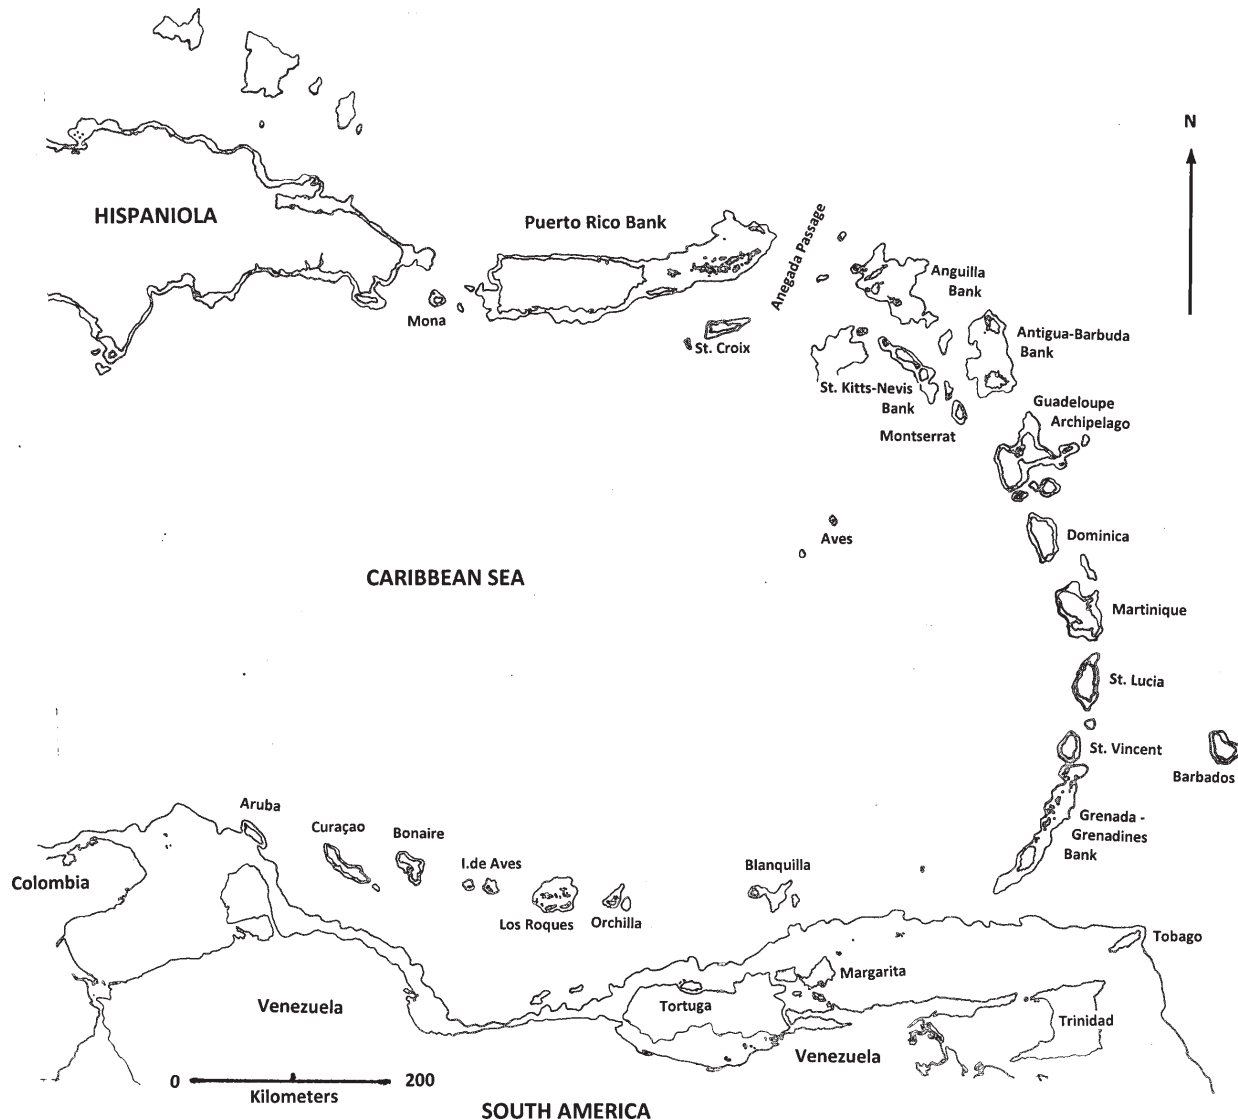 N
HISPANIOLA
Puerto Rico Bank
Anegada Passage
Anguilla
Bank
Mona
St. Croix
Antigua-Barbuda
Bank
St. Kitts-Nevis
Bank
Guadeloupe
Archipelago
Montserrat
Aves
Dominica
CARIBBEAN SEA
Martinique
St. Lucia
St. Vincent
Barbados
Aruba
Curaçao
Bonaire
I.de Aves
Los Roques
Orchilla
Blanquilla
Grenada -
Grenadines
Bank
Colombia
Tobago
Margarita
Venezuela
Tortuga
Trinidad
Venezuela
0 200
Kilometers
SOUTH AMERICA